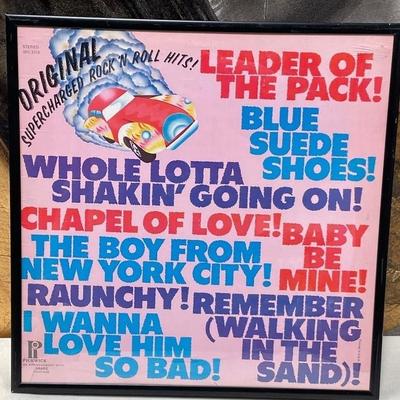 STEREO
ORIGINAL
SUPERCHARGED ROCK 'N ROLL HITS!
LEADER OF
THE PACK!
BLUE
SUEDE
SHOES!
WHOLE LOTTA
SHAKIN' GOING ON!
CHAPEL OF LOVE!
BABY
BE
MINE!
THE BOY FROM
NEW YORK CITY!
RAUNCHY!
REMEMBER
(WALKING
IN THE
SAND)!
I WANNA
LOVE HIM
SO BAD!
PICKWICK